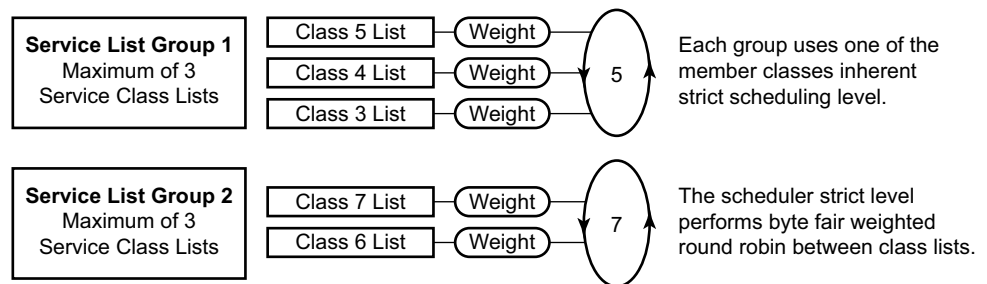 Service List Group 1
Maximum of 3
Service Class Lists
Class 5 List
Weight
Class 4 List
Weight
Class 3 List
Weight
5
Each group uses one of the
member classes inherent
strict scheduling level.
Service List Group 2
Maximum of 3
Service Class Lists
Class 7 List
Weight
Class 6 List
Weight
7
The scheduler strict level
performs byte fair weighted
round robin between class lists.